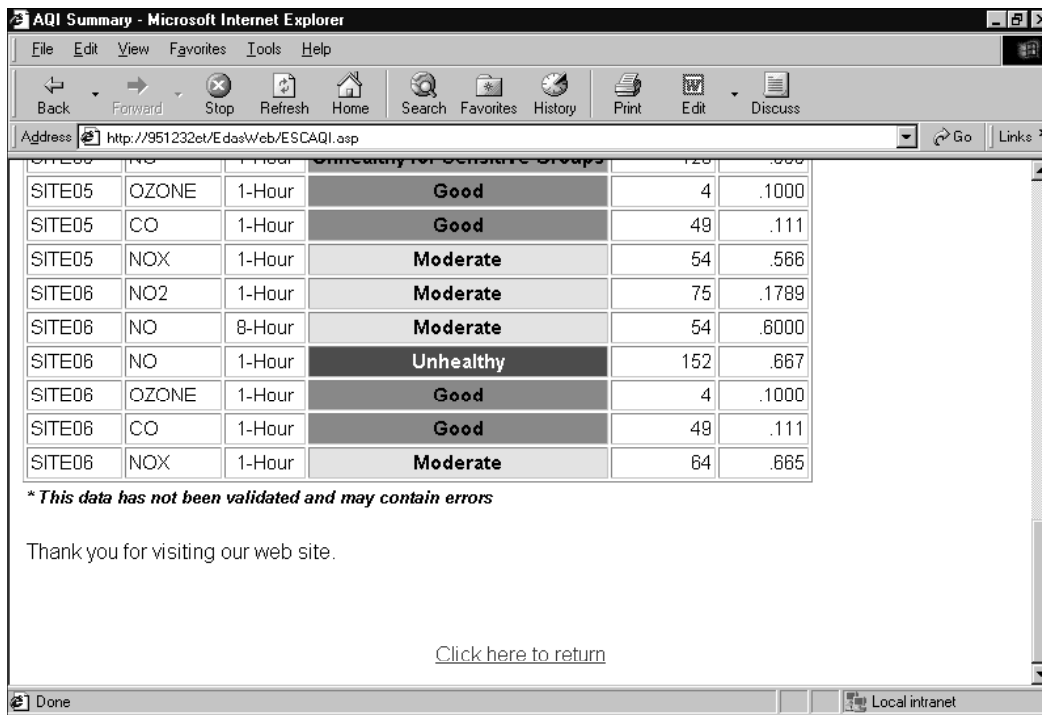 AQI Summary - Microsoft Internet Explorer
File Edit View Favorites Tools Help
Back Forward Stop Refresh Home Search Favorites History Print Edit Discuss
Address http://951232et/EdasWeb/ESCAQI.asp Go Links
Unhealthy for Sensitive Groups
SITE05 OZONE 1-Hour Good 4 .1000
SITE05 CO 1-Hour Good 49 .111
SITE05 NOX 1-Hour Moderate 54 .566
SITE06 NO2 1-Hour Moderate 75 .1789
SITE06 NO 8-Hour Moderate 54 .6000
SITE06 NO 1-Hour Unhealthy 152 .667
SITE06 OZONE 1-Hour Good 4 .1000
SITE06 CO 1-Hour Good 49 .111
SITE06 NOX 1-Hour Moderate 64 .665
* This data has not been validated and may contain errors
Thank you for visiting our web site.
Click here to return
Done Local intranet